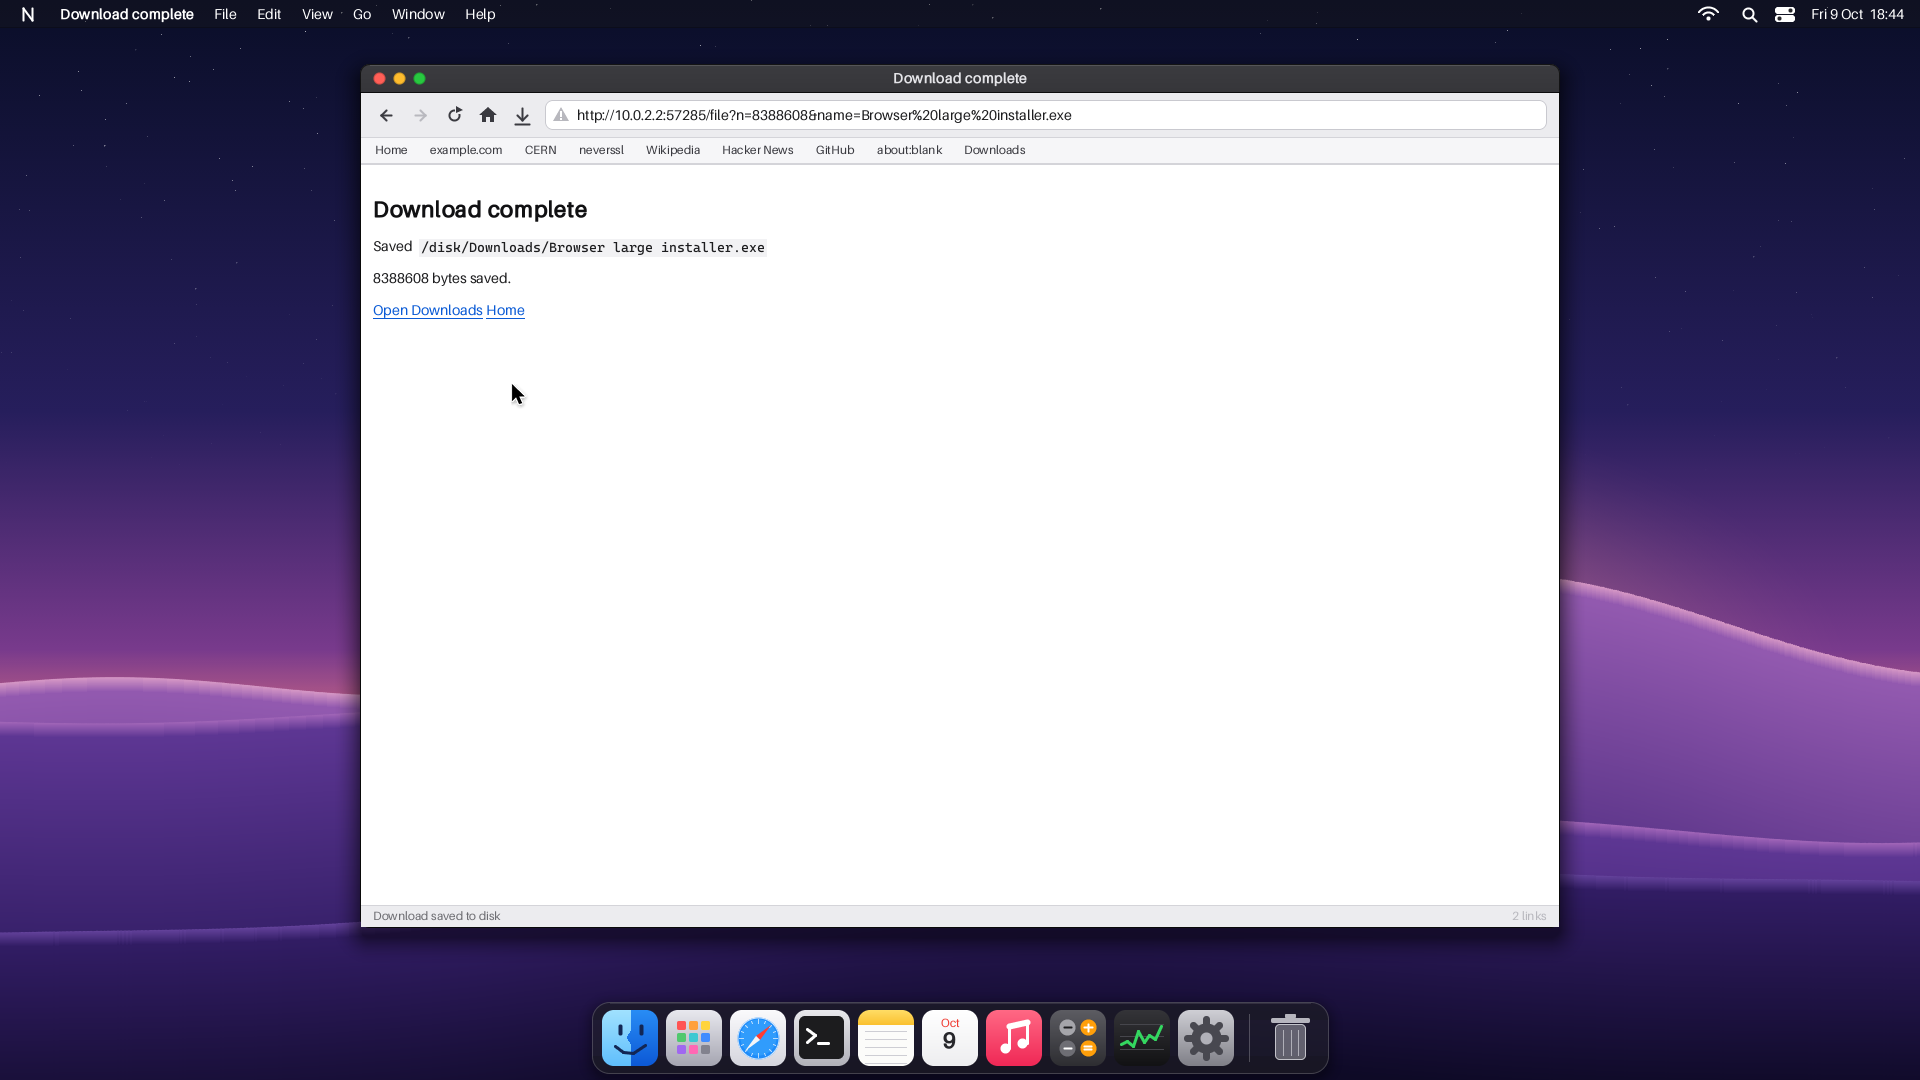 N Download complete File Edit View Go Window Help Fri 9 Oct 18:44
Download complete
http://10.0.2.2:57285/file?n=8388608&name=Browser%20large%20installer.exe
Home example.com CERN neverssl Wikipedia Hacker News GitHub about:blank Downloads
Download complete
Saved /disk/Downloads/Browser large installer.exe
8388608 bytes saved.
Open Downloads Home
Download saved to disk 2 links
Oct
9